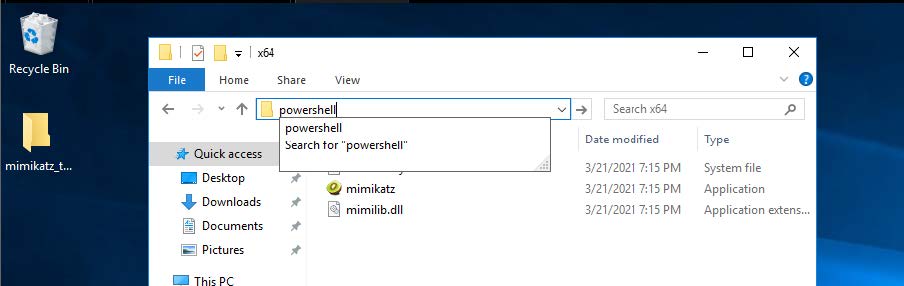 x64
Recycle Bin
File Home Share View
powershell
Search x64
powershell
Search for "powershell"
Date modified Type
mimikatz_t...
Quick access
3/21/2021 7:15 PM System file
Desktop
mimikatz 3/21/2021 7:15 PM Application
Downloads
mimilib.dll 3/21/2021 7:15 PM Application extens...
Documents
Pictures
This PC